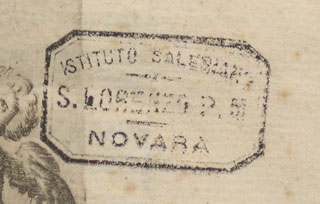 ISTITUTO SALESIANO
S. LORENZO P. M
NOVARA